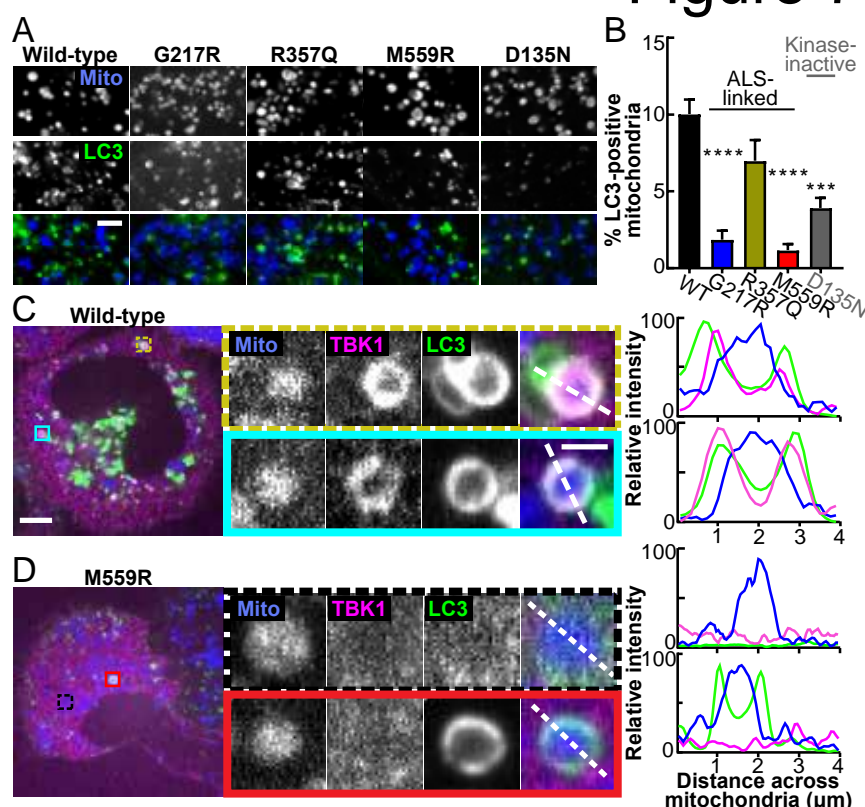 A
Wild-type G217R R357Q M559R D135N
Mito
LC3
B
15
10
5
0
% LC3-positive
mitochondria
Kinase-
inactive
ALS-
linked
****
****
***
WT
G217R
R357Q
M559R
D135N
C
Wild-type
Mito TBK1 LC3
100
0
100
0
1 2 3 4
Relative intensity
D
M559R
Mito TBK1 LC3
100
0
100
0
1 2 3 4
Relative intensity
Distance across
mitochondria (μm)